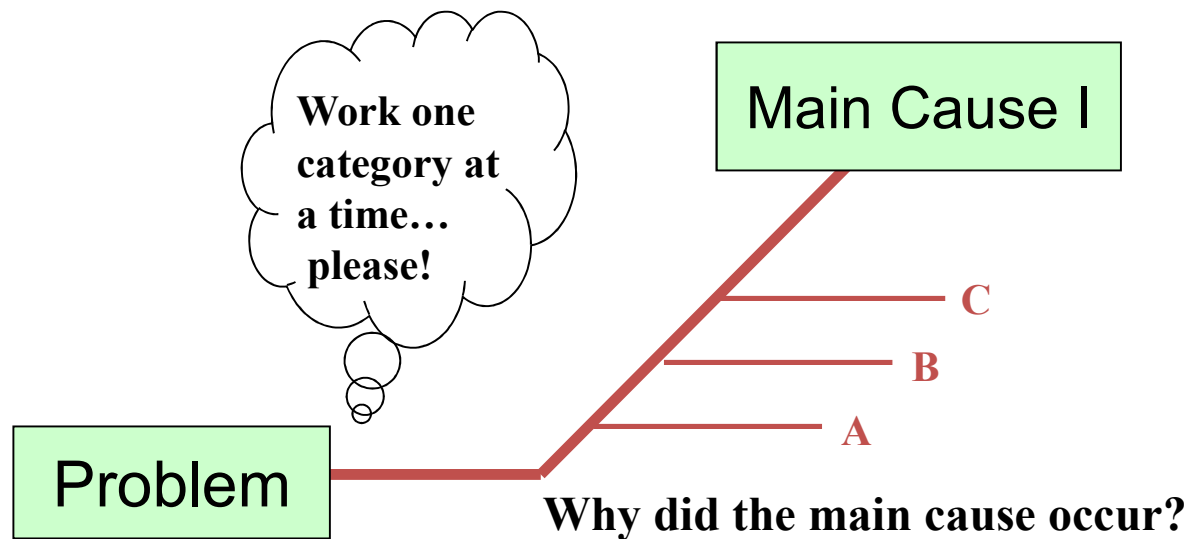 Work one
category at
a time…
please!
Main Cause I
C
B
A
Problem
Why did the main cause occur?